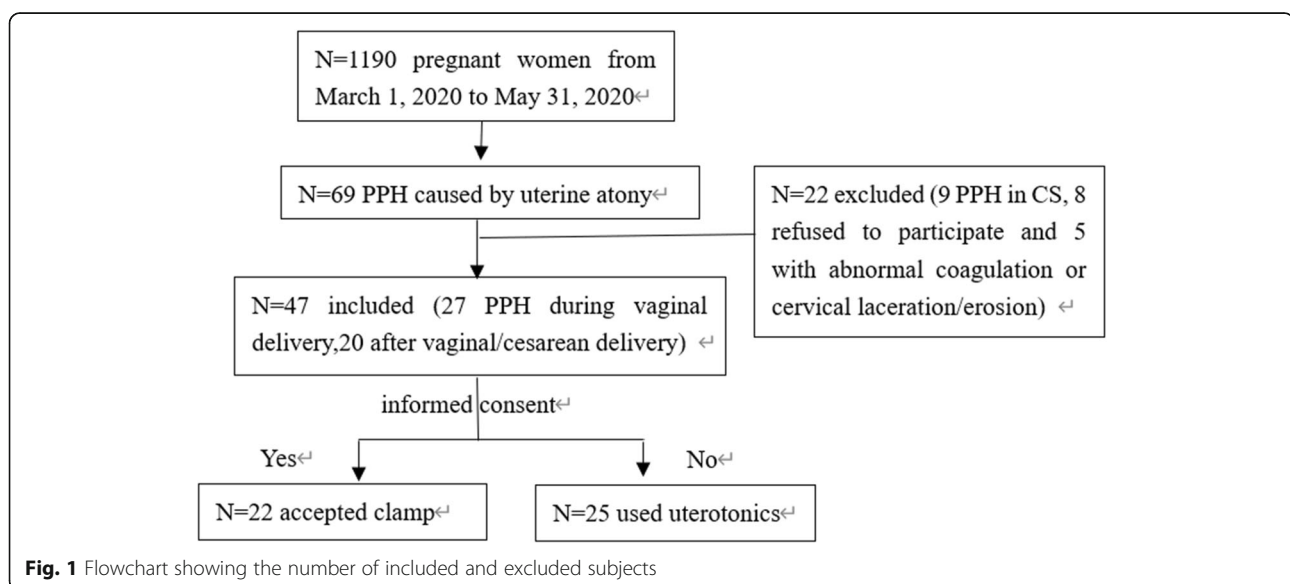 N=1190 pregnant women from
March 1, 2020 to May 31, 2020↵
N=69 PPH caused by uterine atony↵
N=22 excluded (9 PPH in CS, 8
refused to participate and 5
with abnormal coagulation or
cervical laceration/erosion) ↵
N=47 included (27 PPH during vaginal
delivery,20 after vaginal/cesarean delivery) ↵
informed consent↵
Yes↵
No↵
N=22 accepted clamp↵
N=25 used uterotonics↵
Fig. 1 Flowchart showing the number of included and excluded subjects